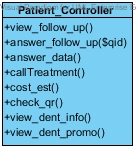 Patient_Controller
+view_follow_up()
+answer_follow_up($qid)
+answer_data()
+callTreatment()
+cost_est()
+check_qr()
+view_dent_info()
+view_dent_promo()